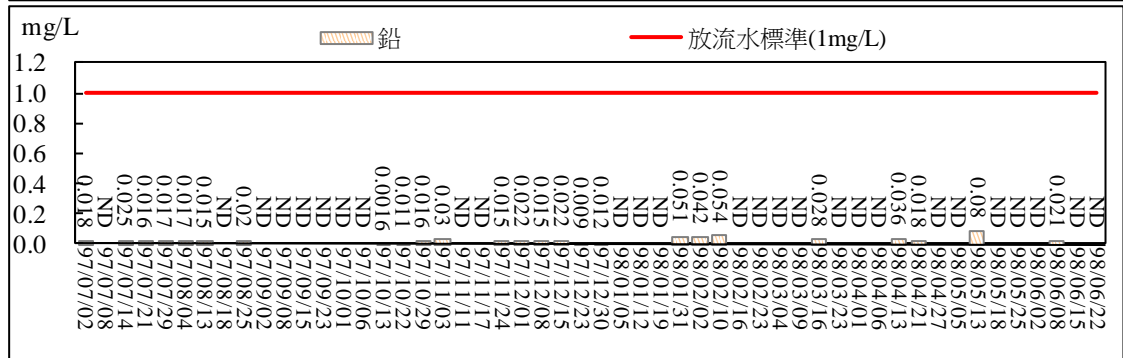 mg/L
鉛
放流水標準(1mg/L)
1.2
1.0
0.8
0.6
0.4
0.2
0.0
0.018
ND
0.025
0.016
0.017
0.017
0.015
ND
0.02
ND
ND
ND
ND
ND
ND
0.0016
0.011
0.016
0.03
ND
ND
0.015
0.022
0.015
0.022
0.009
0.012
ND
ND
ND
0.051
0.042
0.054
ND
ND
ND
ND
0.028
ND
ND
ND
0.036
0.018
ND
ND
0.08
ND
ND
ND
0.021
ND
ND
97/07/02
97/07/08
97/07/14
97/07/21
97/07/29
97/08/04
97/08/13
97/08/18
97/08/25
97/09/02
97/09/08
97/09/15
97/09/23
97/10/01
97/10/06
97/10/13
97/10/22
97/10/29
97/11/03
97/11/11
97/11/17
97/11/24
97/12/01
97/12/08
97/12/15
97/12/23
97/12/30
98/01/05
98/01/12
98/01/19
98/01/31
98/02/02
98/02/10
98/02/16
98/02/23
98/03/04
98/03/09
98/03/16
98/03/23
98/04/01
98/04/06
98/04/13
98/04/21
98/04/27
98/05/05
98/05/13
98/05/18
98/05/25
98/06/02
98/06/08
98/06/15
98/06/22